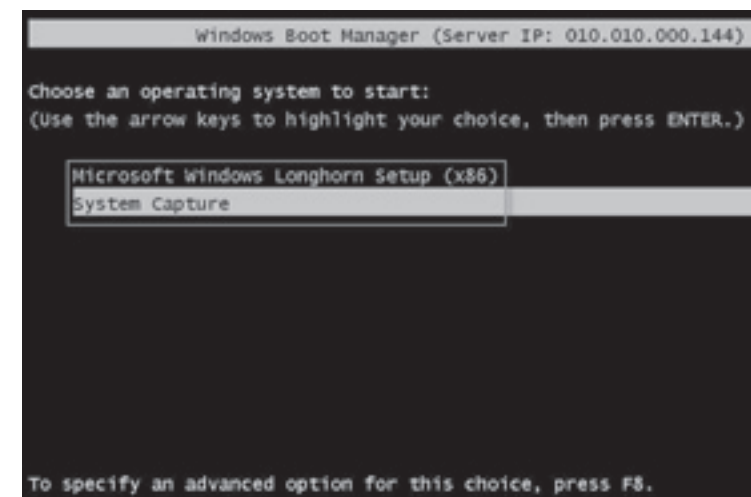 Windows Boot Manager (Server IP: 010.010.000.144)
Choose an operating system to start:
(Use the arrow keys to highlight your choice, then press ENTER.)
Microsoft Windows Longhorn Setup (x86)
System Capture
To specify an advanced option for this choice, press F8.